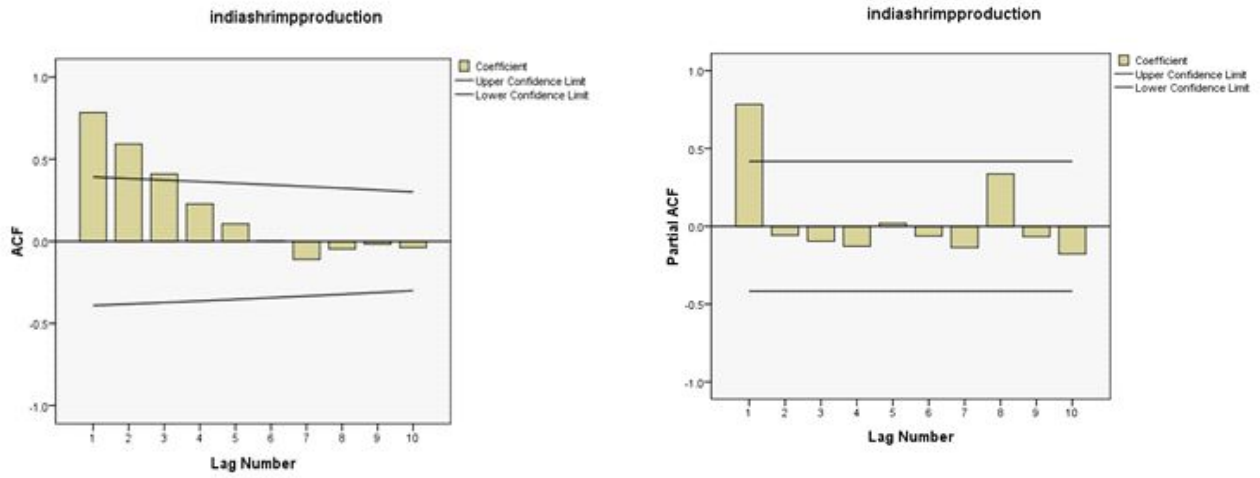 indiashrimpproduction
Coefficient
Upper Confidence Limit
Lower Confidence Limit
1.0
0.5
0.0
-0.5
-1.0
ACF
1 2 3 4 5 6 7 8 9 10
Lag Number
indiashrimpproduction
Coefficient
Upper Confidence Limit
Lower Confidence Limit
1.0
0.5
0.0
-0.5
-1.0
Partial ACF
1 2 3 4 5 6 7 8 9 10
Lag Number